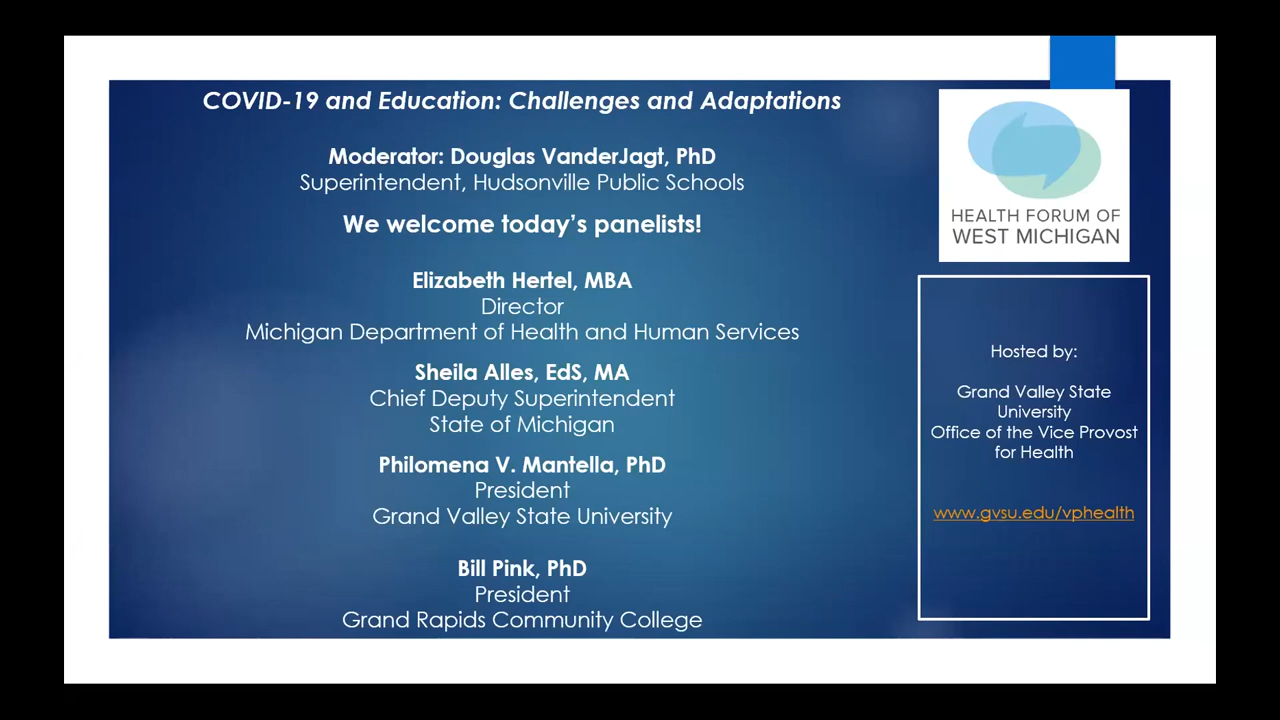 COVID-19 and Education: Challenges and Adaptations
Moderator: Douglas VanderJagt, PhD
Superintendent, Hudsonville Public Schools
We welcome today's panelists!
Elizabeth Hertel, MBA
Director
Michigan Department of Health and Human Services
Sheila Alles, EdS, MA
Chief Deputy Superintendent
State of Michigan
Philomena V. Mantella, PhD
President
Grand Valley State University
Bill Pink, PhD
President
Grand Rapids Community College
HEALTH FORUM OF
WEST MICHIGAN
Hosted by:
Grand Valley State
University
Office of the Vice Provost
for Health
www.gvsu.edu/vphealth